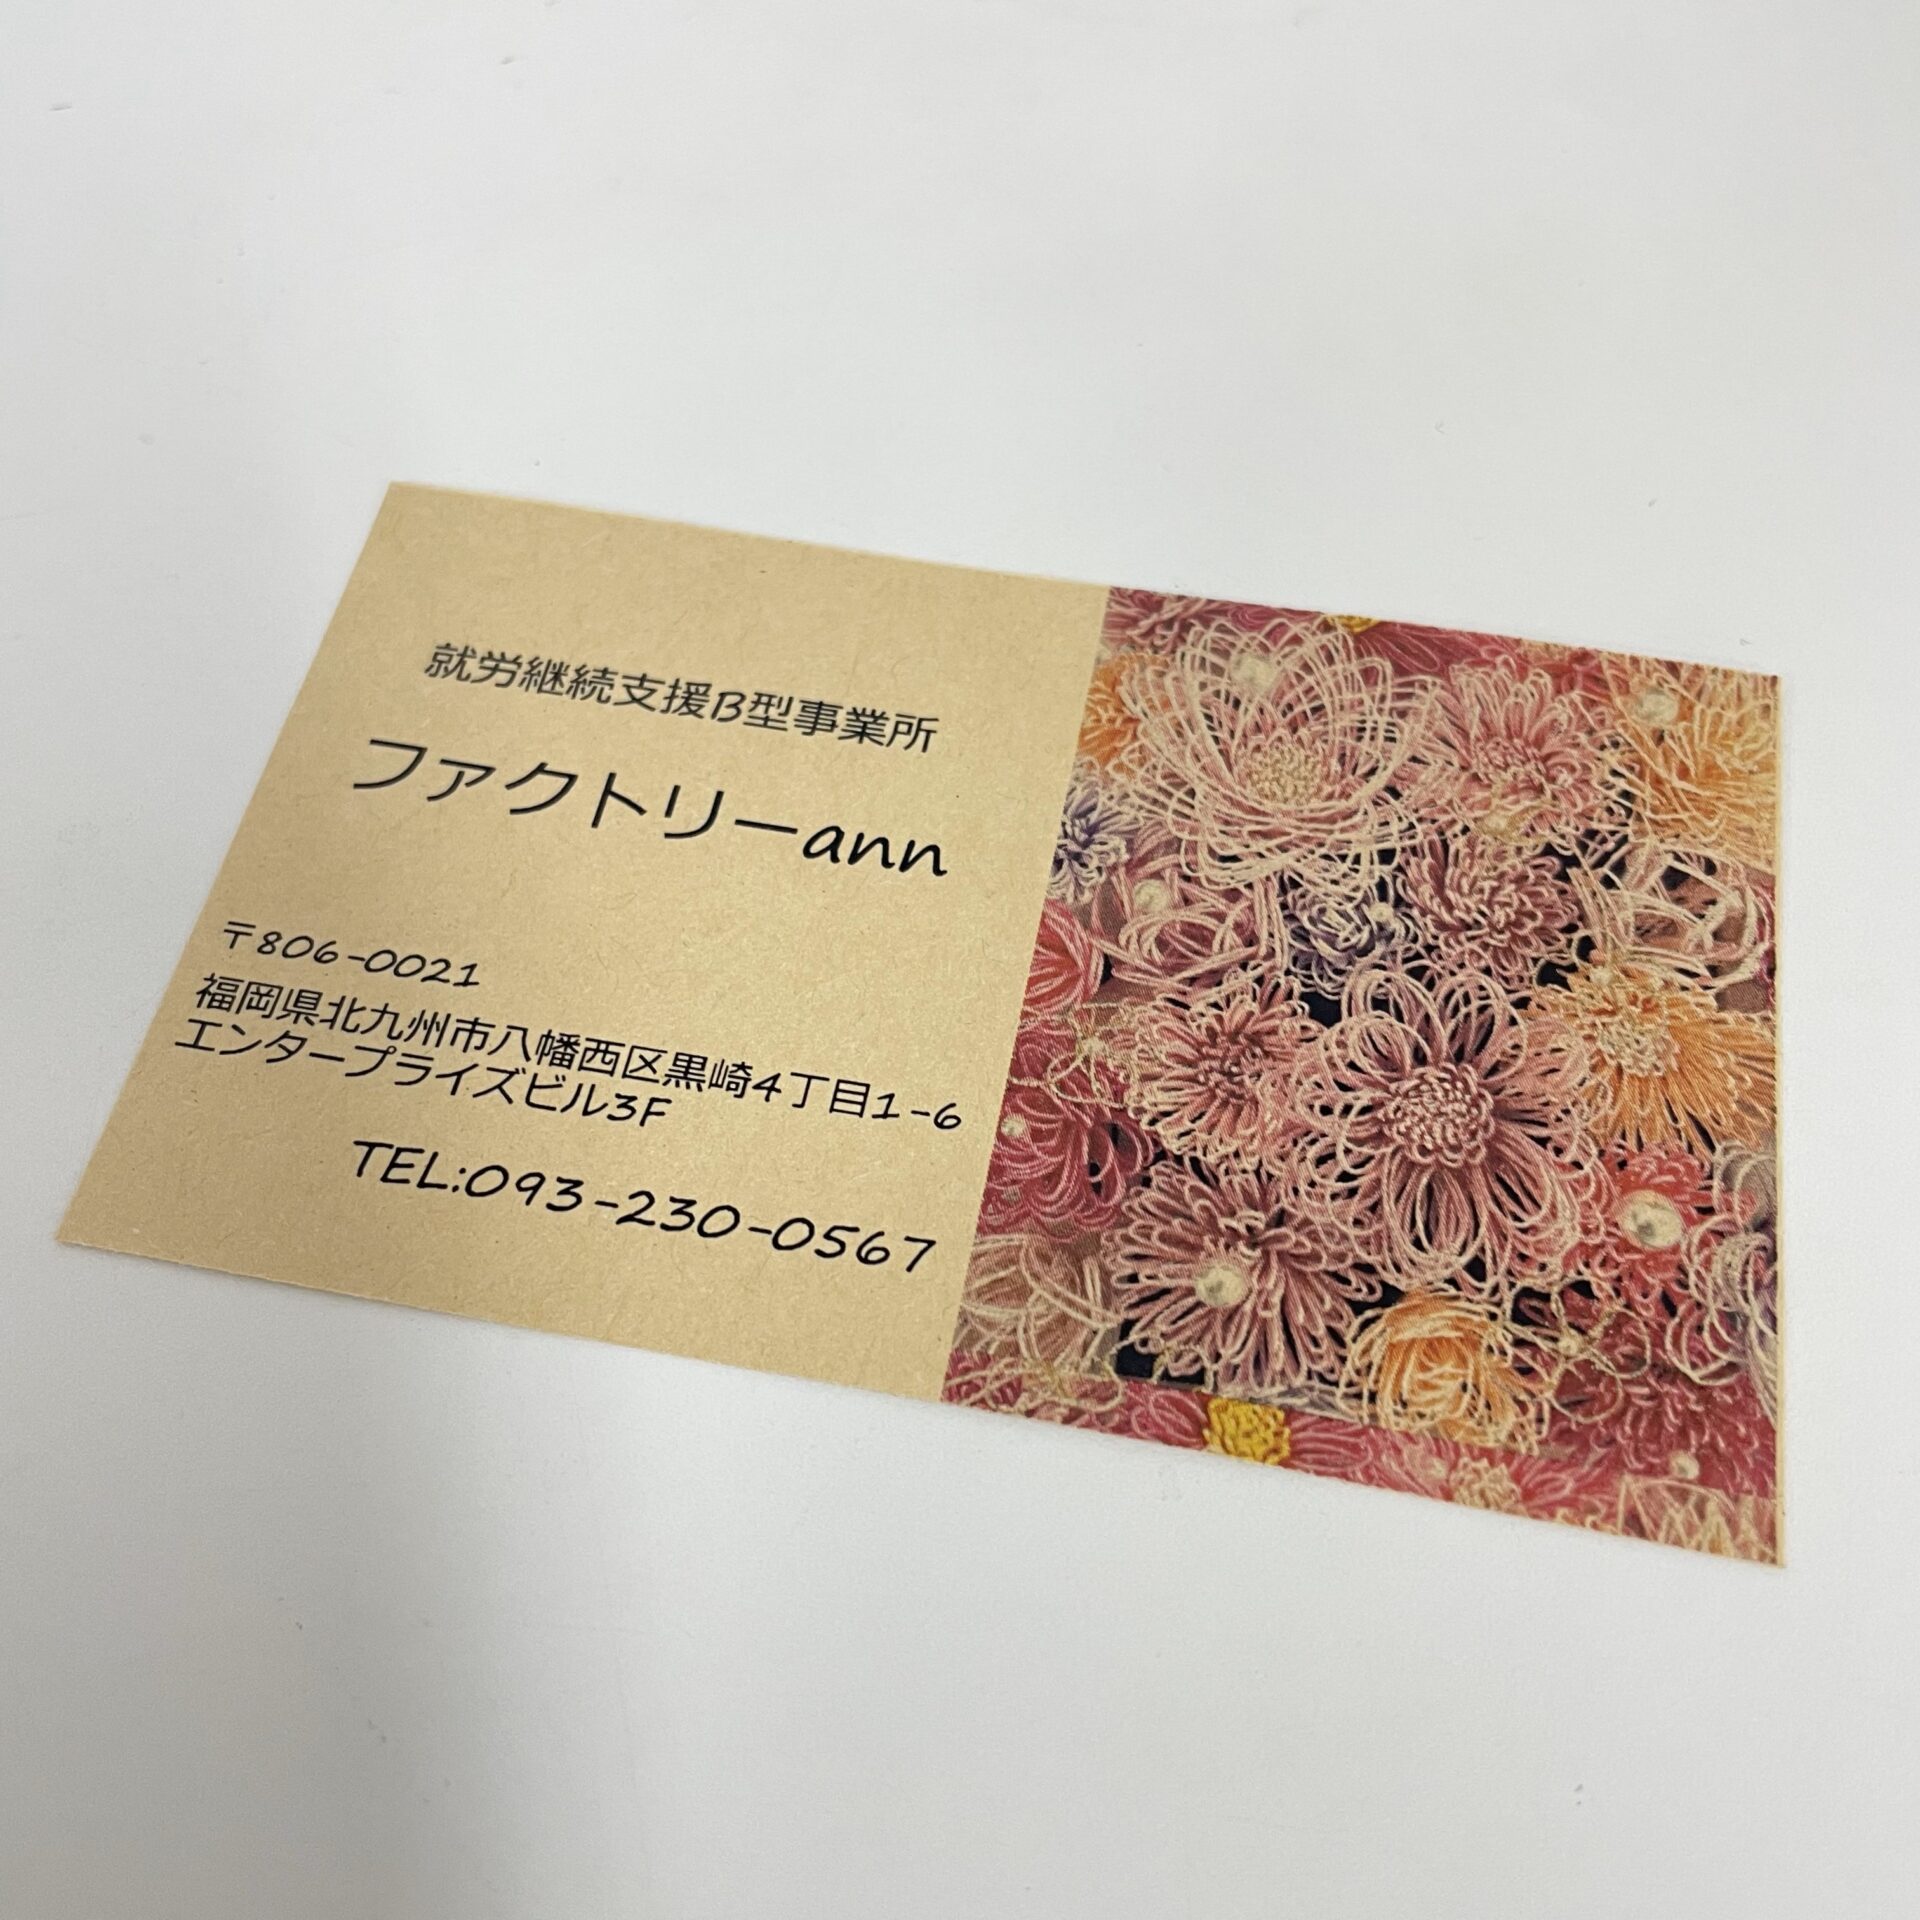 就労継続支援B型事業所
ファクトリーann
〒806-0021
福岡県北九州市八幡西区黒崎4丁目1-6
エンタープライズビル3F
TEL:093-230-0567